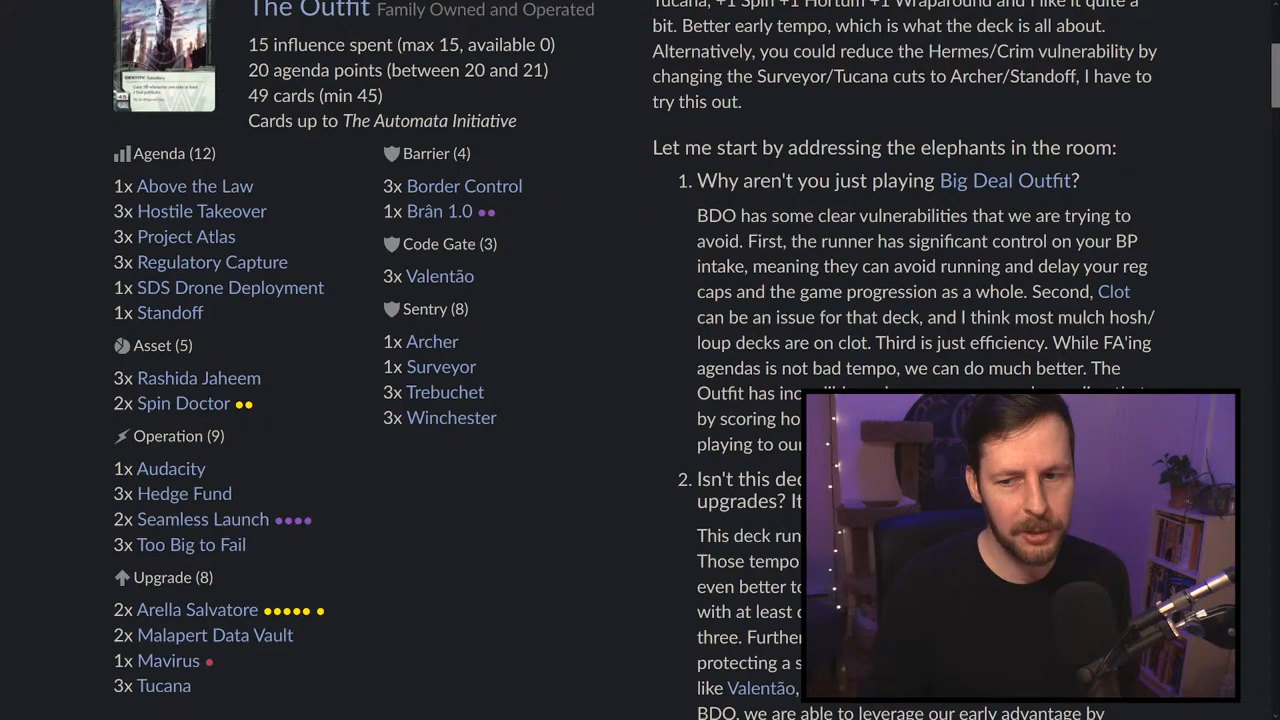 The Outfit Family Owned and Operated
15 influence spent (max 15, available 0)
20 agenda points (between 20 and 21)
49 cards (min 45)
Cards up to The Automata Initiative
Agenda (12)
1x Above the Law
3x Hostile Takeover
3x Project Atlas
3x Regulatory Capture
1x SDS Drone Deployment
1x Standoff
Asset (5)
3x Rashida Jaheem
2x Spin Doctor
Operation (9)
1x Audacity
3x Hedge Fund
2x Seamless Launch
3x Too Big to Fail
Upgrade (8)
2x Arella Salvatore
2x Malapert Data Vault
1x Mavirus
3x Tucana
Barrier (4)
3x Border Control
1x Brân 1.0
Code Gate (3)
3x Valentão
Sentry (8)
1x Archer
1x Surveyor
3x Trebuchet
3x Winchester
Tucana, +1 Spin +1 Hortum +1 Wraparound and I like it quite a
bit. Better early tempo, which is what the deck is all about.
Alternatively, you could reduce the Hermes/Crim vulnerability by
changing the Surveyor/Tucana cuts to Archer/Standoff, I have to
try this out.
Let me start by addressing the elephants in the room:
1. Why aren't you just playing Big Deal Outfit?
BDO has some clear vulnerabilities that we are trying to
avoid. First, the runner has significant control on your BP
intake, meaning they can avoid running and delay your reg
caps and the game progression as a whole. Second, Clot
can be an issue for that deck, and I think most mulch hosh/
loup decks are on clot. Third is just efficiency. While FA'ing
agendas is not bad tempo, we can do much better. The
Outfit has
by scoring
playing to our
2. Isn't this
upgrades?
This deck
Those tempo
even better
with at least
three.
protecting a
like Valentão,
BDO, we are able to leverage our early advantage by